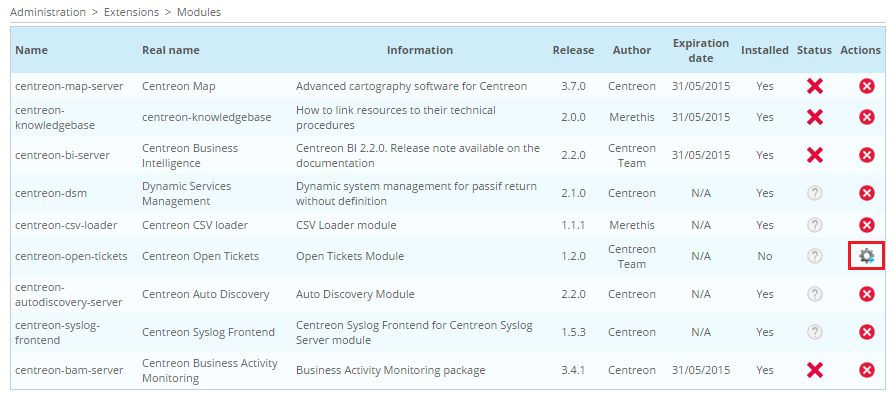 Administration > Extensions > Modules
Name Real name Information Release Author Expiration date Installed Status Actions
centreon-map-server Centreon Map Advanced cartography software for Centreon 3.7.0 Centreon 31/05/2015 Yes
centreon-knowledgebase centreon-knowledgebase How to link resources to their technical procedures 2.0.0 Merethis 31/05/2015 Yes
centreon-bi-server Centreon Business Intelligence Centreon BI 2.2.0. Release note available on the documentation 2.2.0 Centreon Team 31/05/2015 Yes
centreon-dsm Dynamic Services Management Dynamic system management for passif return without definition 2.1.0 Centreon N/A Yes ?
centreon-csv-loader Centreon CSV loader CSV Loader module 1.1.1 Merethis N/A Yes ?
centreon-open-tickets Centreon Open Tickets Open Tickets Module 1.2.0 Centreon Team N/A No ?
centreon-autodiscovery-server Centreon Auto Discovery Auto Discovery Module 2.2.0 Centreon N/A Yes ?
centreon-syslog-frontend Centreon Syslog Frontend Centreon Syslog Frontend for Centreon Syslog Server module 1.5.3 Centreon N/A Yes ?
centreon-bam-server Centreon Business Activity Monitoring Business Activity Monitoring package 3.4.1 Centreon 31/05/2015 Yes